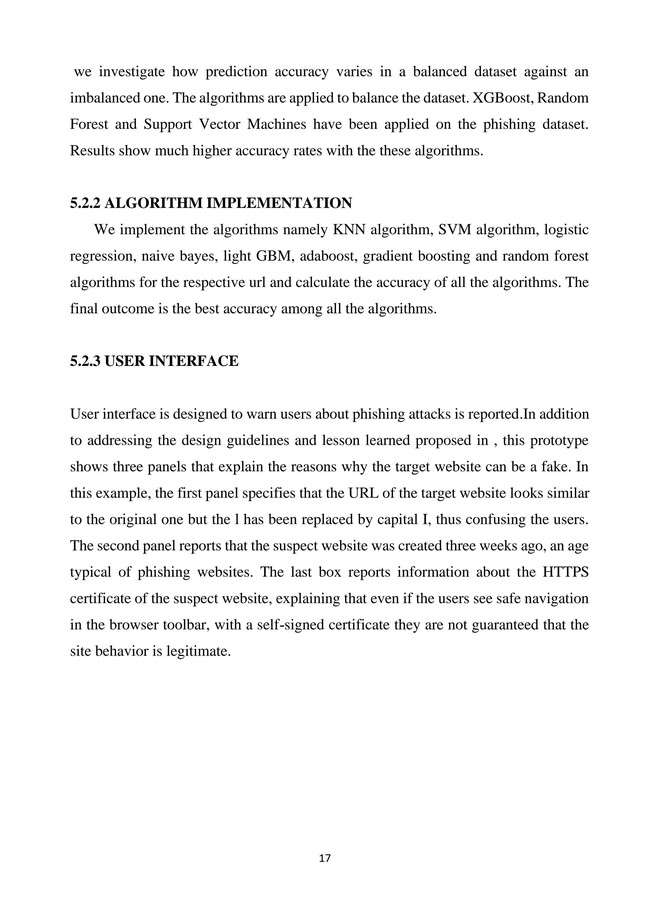 we investigate how prediction accuracy varies in a balanced dataset against an
imbalanced one. The algorithms are applied to balance the dataset. XGBoost, Random
Forest and Support Vector Machines have been applied on the phishing dataset.
Results show much higher accuracy rates with the these algorithms.
5.2.2 ALGORITHM IMPLEMENTATION
We implement the algorithms namely KNN algorithm, SVM algorithm, logistic
regression, naive bayes, light GBM, adaboost, gradient boosting and random forest
algorithms for the respective url and calculate the accuracy of all the algorithms. The
final outcome is the best accuracy among all the algorithms.
5.2.3 USER INTERFACE
User interface is designed to warn users about phishing attacks is reported.In addition
to addressing the design guidelines and lesson learned proposed in , this prototype
shows three panels that explain the reasons why the target website can be a fake. In
this example, the first panel specifies that the URL of the target website looks similar
to the original one but the l has been replaced by capital I, thus confusing the users.
The second panel reports that the suspect website was created three weeks ago, an age
typical of phishing websites. The last box reports information about the HTTPS
certificate of the suspect website, explaining that even if the users see safe navigation
in the browser toolbar, with a self-signed certificate they are not guaranteed that the
site behavior is legitimate.
17